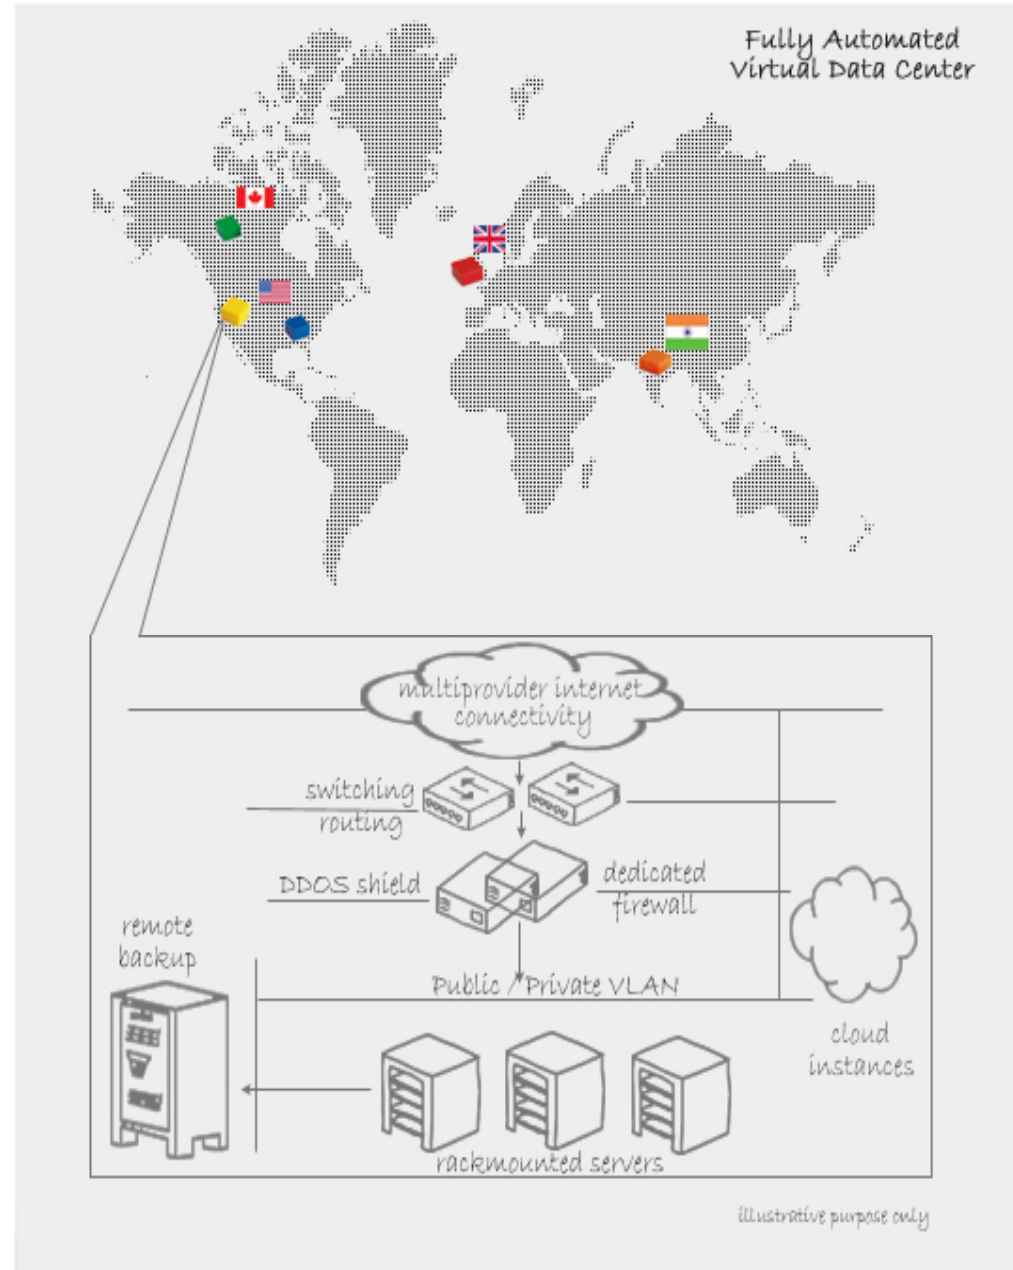 Fully Automated
Virtual Data Center
multiprovider internet
connectivity
switching
routing
DDOS shield
dedicated
firewall
remote
backup
Public / Private VLAN
cloud
instances
rackmounted servers
illustrative purpose only